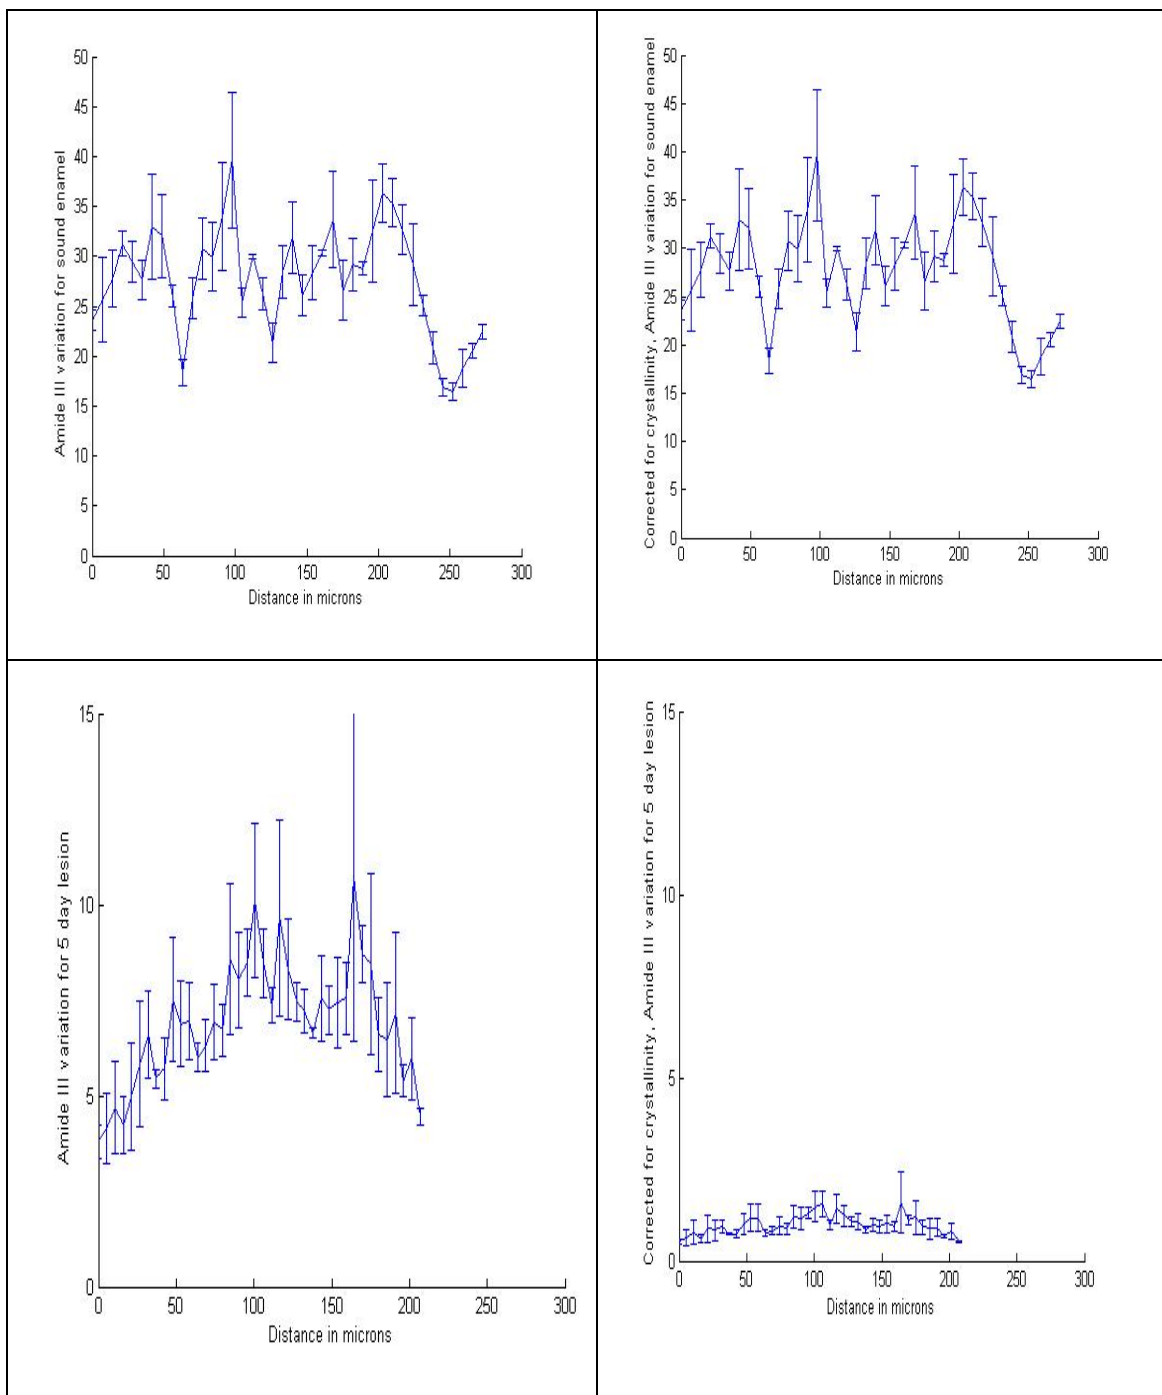 Amide III variation for sound enamel
50
45
40
35
30
25
20
15
10
5
0
0 50 100 150 200 250 300
Distance in microns
Corrected for crystallinity, Amide III variation for sound enamel
50
45
40
35
30
25
20
15
10
5
0
0 50 100 150 200 250 300
Distance in microns
Amide III variation for 5 day lesion
15
10
5
0
0 50 100 150 200 250 300
Distance in microns
Corrected for crystallinity, Amide III variation for 5 day lesion
15
10
5
0
0 50 100 150 200 250 300
Distance in microns